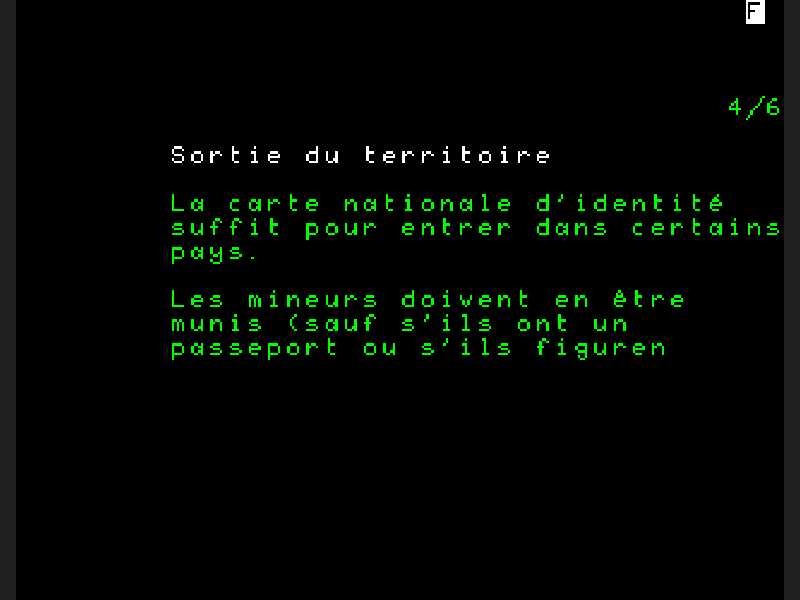 F
4/6
Sortie du territoire
La carte nationale d'identité
suffit pour entrer dans certains
pays.
Les mineurs doivent en être
munis (sauf s'ils ont un
passeport ou s'ils figuren